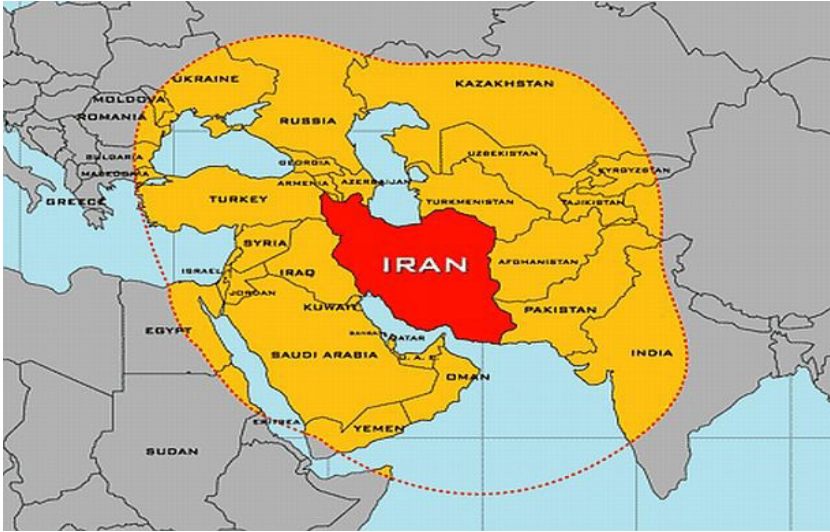 UKRAINE
KAZAKHSTAN
MOLDOVA
ROMANIA
RUSSIA
BULGARIA
UZBEKISTAN
GEORGIA
KYRGYZSTAN
MACEDONIA
ARMENIA
AZERBAIJAN
GREECE
TURKEY
TURKMENISTAN
TAJIKISTAN
SYRIA
IRAN
AFGHANISTAN
ISRAEL
IRAQ
JORDAN
KUWAIT
PAKISTAN
EGYPT
BAHRAIN
QATAR
SAUDI ARABIA
U. A. E.
INDIA
OMAN
ERITREA
YEMEN
SUDAN